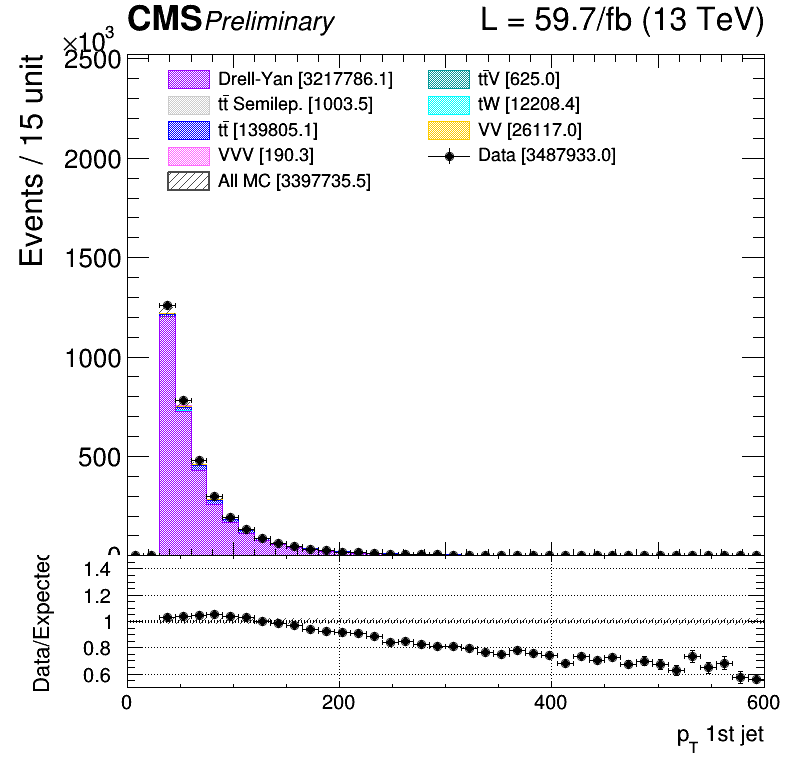 CMS Preliminary L = 59.7/fb (13 TeV)
×10³
Events / 15 unit
2500
2000
1500
1000
500
0
Drell-Yan [3217786.1]
tt̄ Semilep. [1003.5]
tt̄ [139805.1]
VVV [190.3]
All MC [3397735.5]
tt̄V [625.0]
tW [12208.4]
VV [26117.0]
Data [3487933.0]
Data/Expected
1.4
1.2
1
0.8
0.6
0 200 400 600
p_T 1st jet